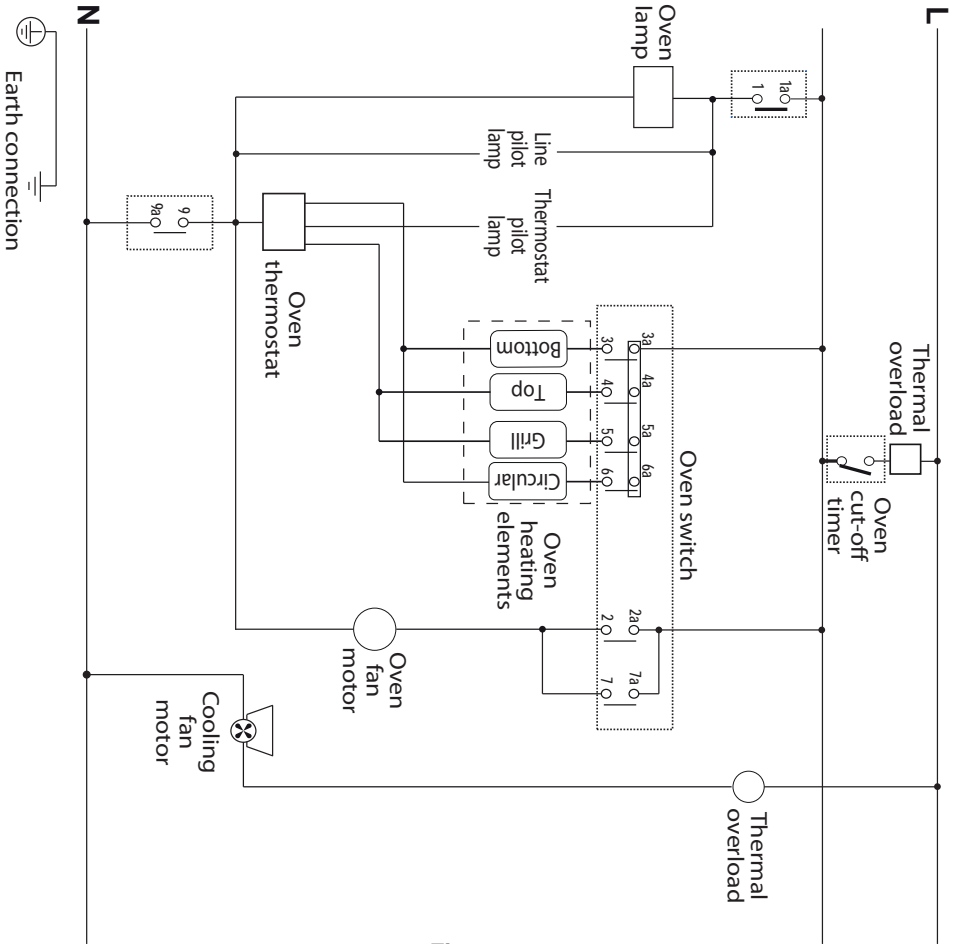 L
N
Earth connection
Oven
lamp
1a
1
Line
pilot
lamp
Thermostat
pilot
lamp
9
9a
Oven
thermostat
Bottom
Top
Grill
Circular
Oven
heating
elements
3a
3
4a
4
5a
5
6a
6
Oven switch
Thermal
overload
Oven
cut-off
timer
2a
2
7a
7
Oven
fan
motor
Cooling
fan
motor
Thermal
overload